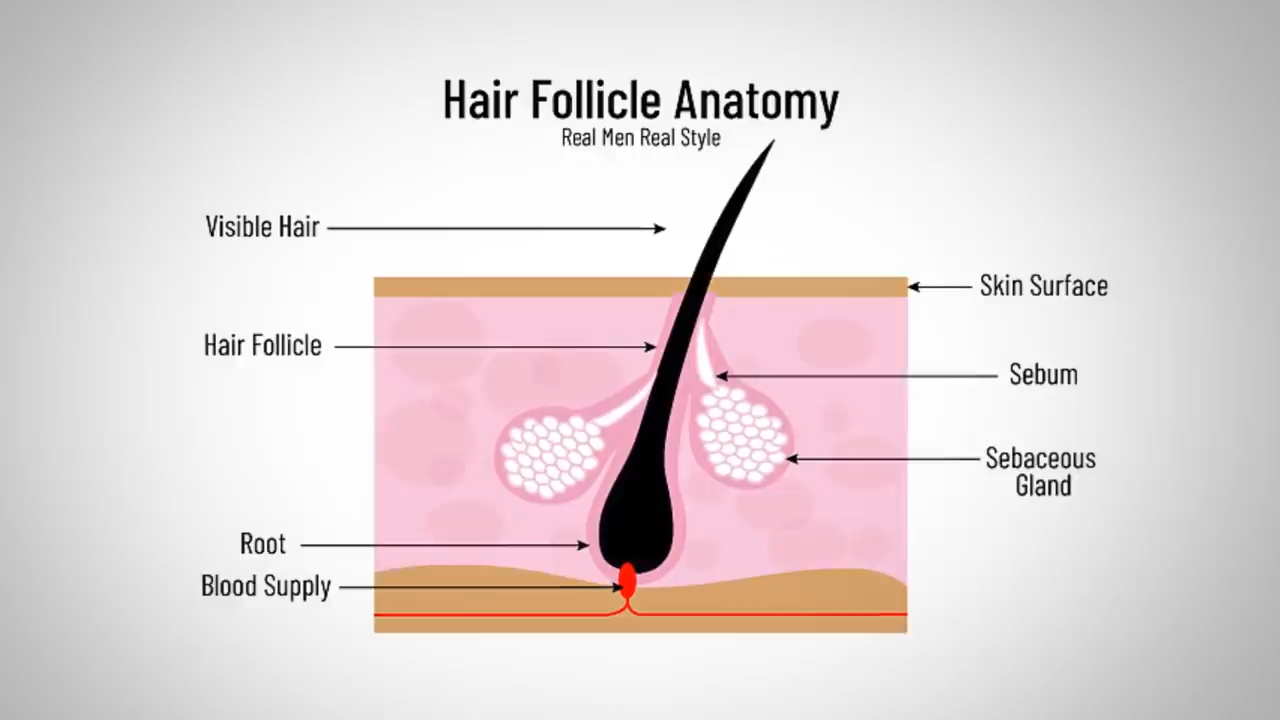 Hair Follicle Anatomy
Real Men Real Style
Visible Hair
Skin Surface
Hair Follicle
Sebum
Sebaceous
Gland
Root
Blood Supply